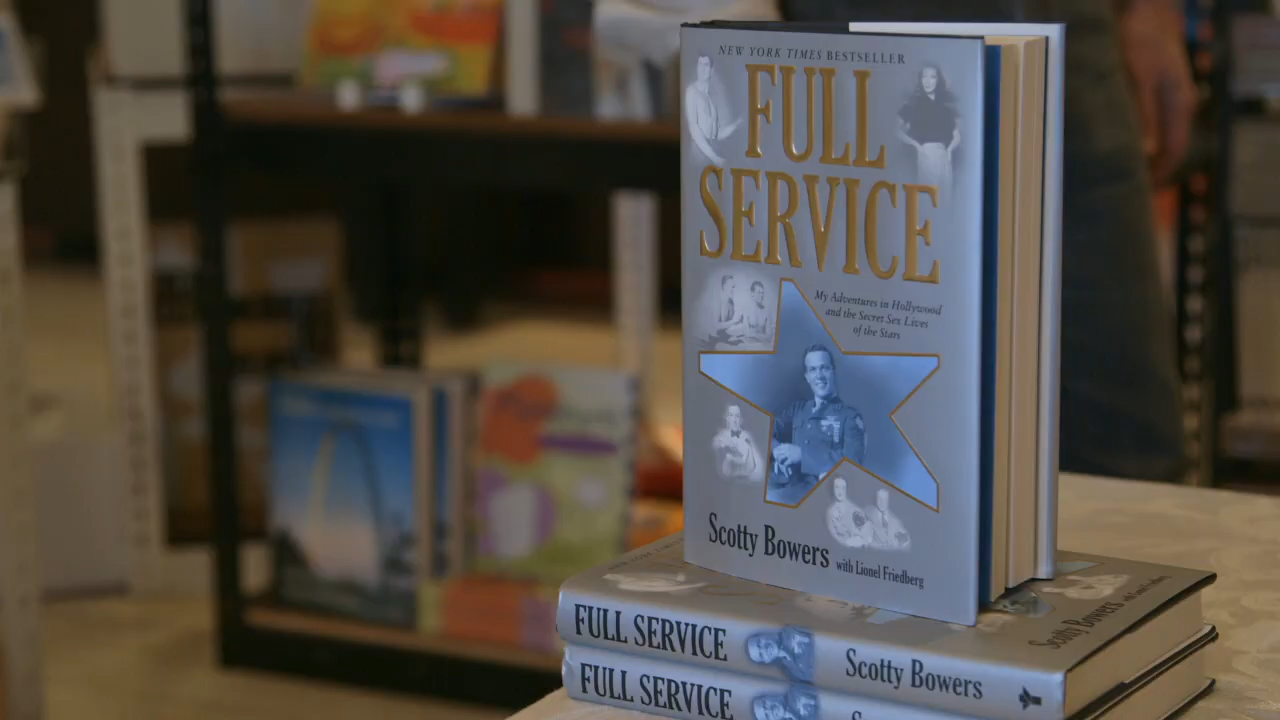 NEW YORK TIMES BESTSELLER
FULL
SERVICE
My Adventures in Hollywood
and the Secret Sex Lives
of the Stars
Scotty Bowers
with Lionel Friedberg
Scotty Bowers
FULL SERVICE
Scotty Bowers
FULL SERVICE